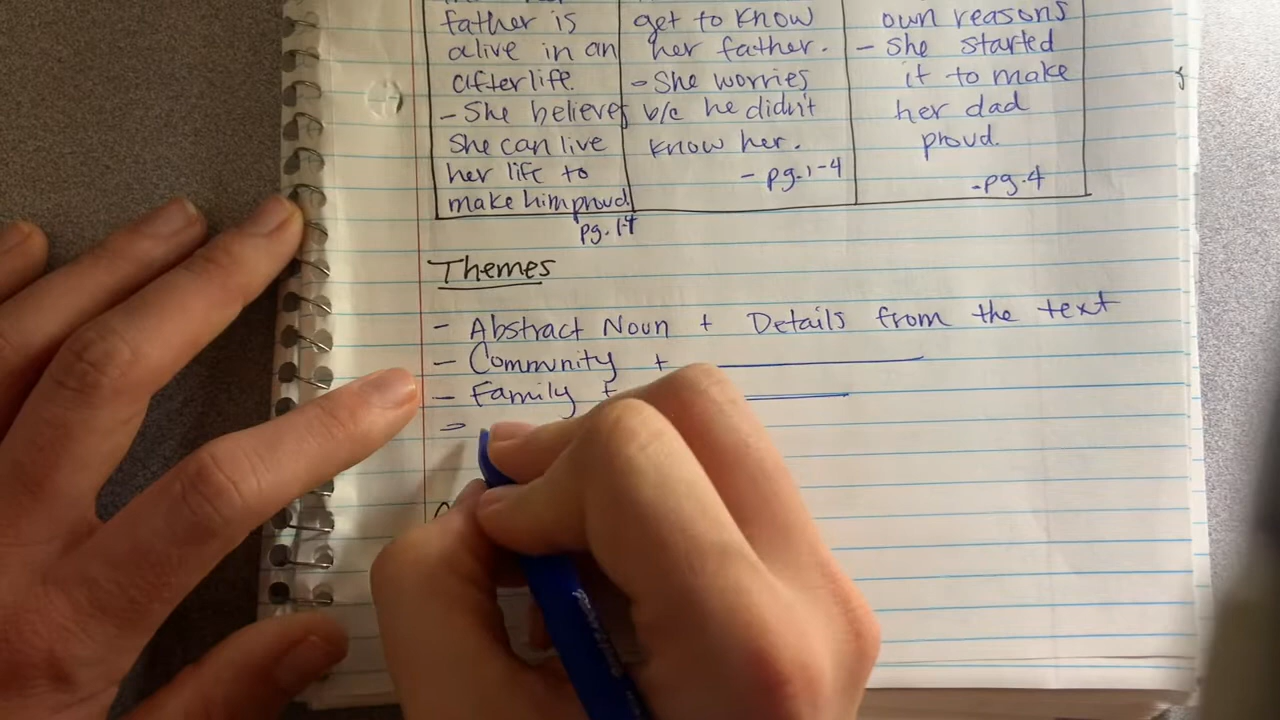 father is
alive in an
afterlife.
- She believes
She can live
her life to
make him proud
pg. 1-4
get to know
her father.
- She worries
b/c he didn't
know her.
- pg. 1-4
own reasons
- She started
it to make
her dad
proud.
- pg. 4
Themes
- Abstract Noun + Details from the text
- Community +
- Family +